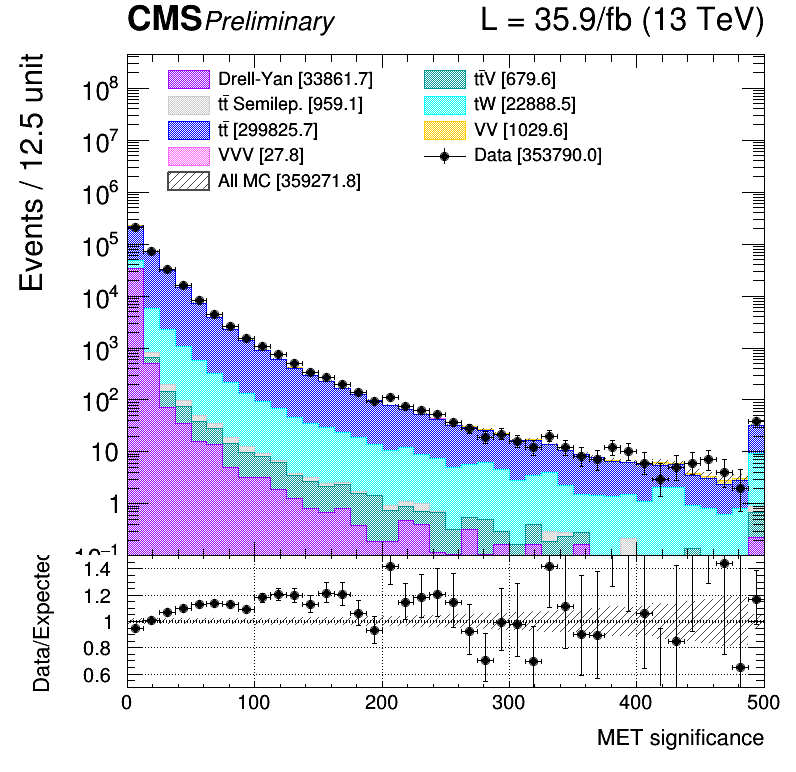 CMS Preliminary L = 35.9/fb (13 TeV)
Events / 12.5 unit
Drell-Yan [33861.7]
tt̄ Semilep. [959.1]
tt̄ [299825.7]
VVV [27.8]
All MC [359271.8]
tt̄V [679.6]
tW [22888.5]
VV [1029.6]
Data [353790.0]
10⁸
10⁷
10⁶
10⁵
10⁴
10³
10²
10
1
10⁻¹
Data/Expected
1.4
1.2
1
0.8
0.6
0 100 200 300 400 500
MET significance